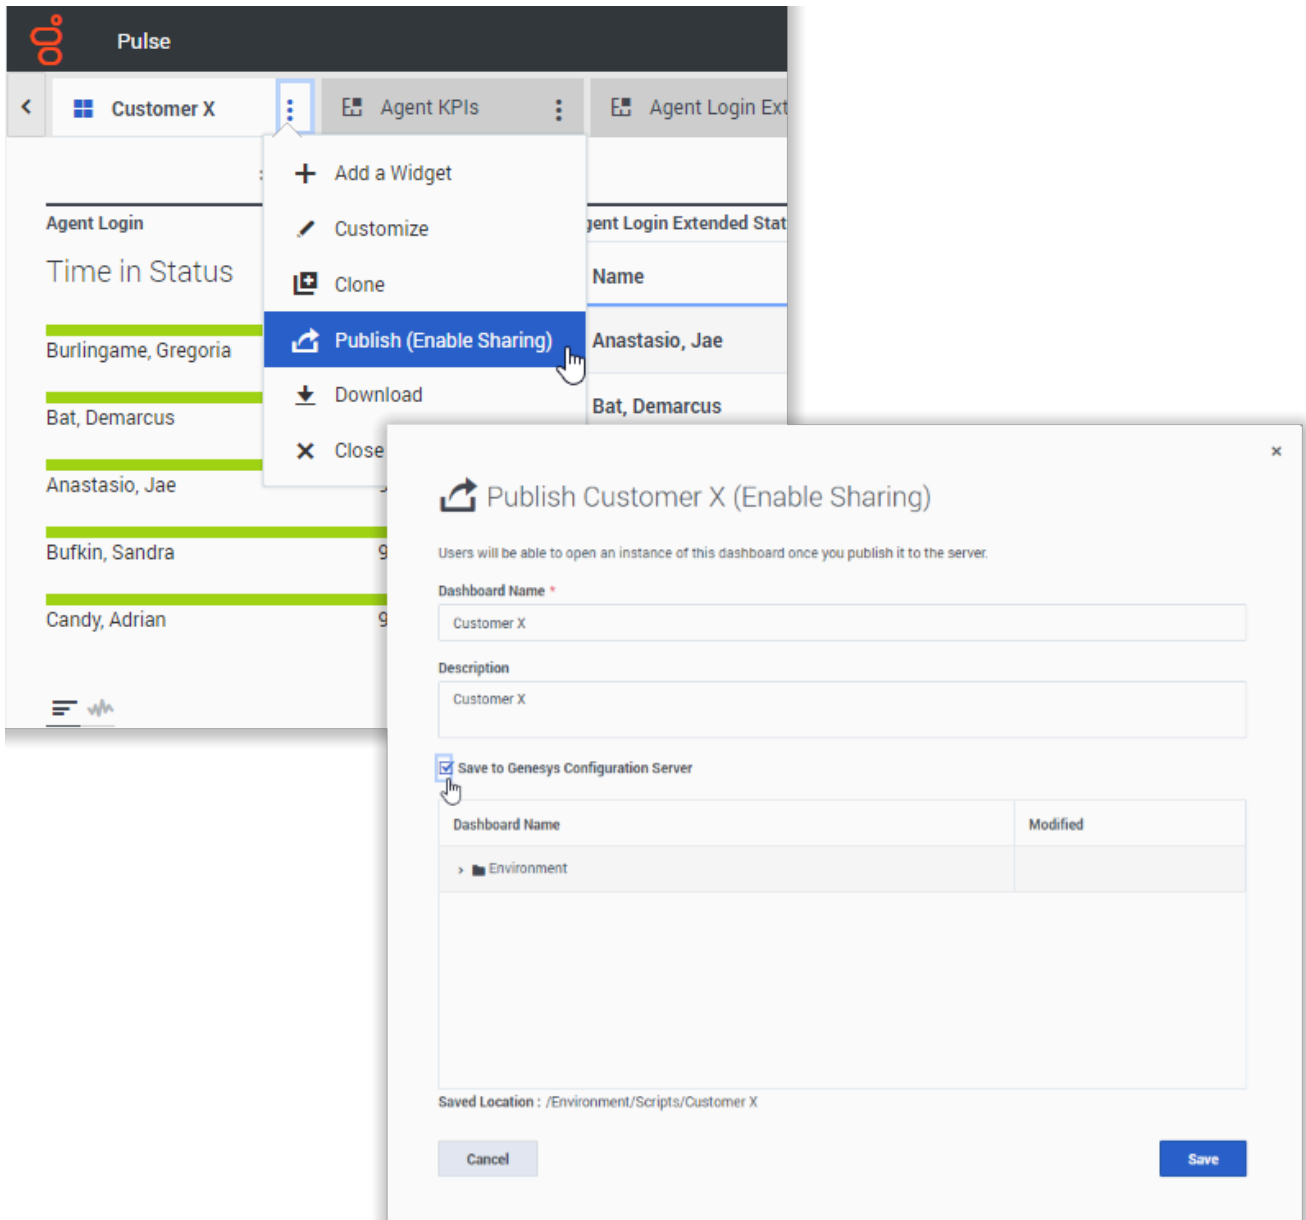 Pulse
Customer X
Agent KPIs
Agent Login Ext
Add a Widget
Customize
Clone
Publish (Enable Sharing)
Download
Close
Agent Login
Time in Status
Burlingame, Gregoria
Bat, Demarcus
Anastasio, Jae
Bufkin, Sandra
9
Candy, Adrian
9
gent Login Extended Stat
Name
Anastasio, Jae
Bat, Demarcus
×
Publish Customer X (Enable Sharing)
Users will be able to open an instance of this dashboard once you publish it to the server.
Dashboard Name *
Customer X
Description
Customer X
Save to Genesys Configuration Server
Dashboard Name Modified
Environment
Saved Location : /Environment/Scripts/Customer X
Cancel Save